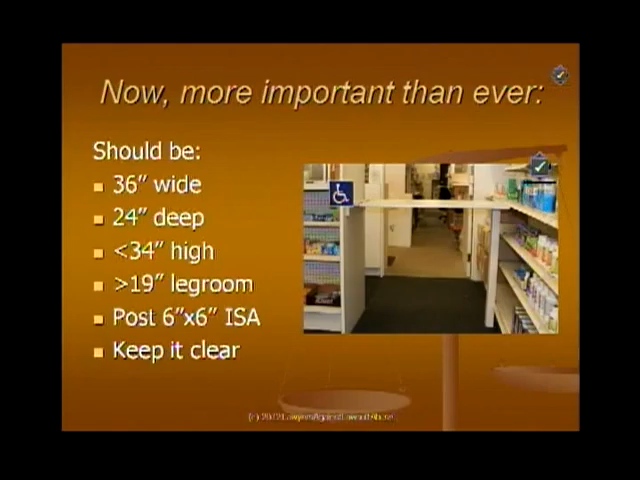 Now, more important than ever:
Should be:
36" wide
24" deep
<34" high
>19" legroom
Post 6"x6" ISA
Keep it clear